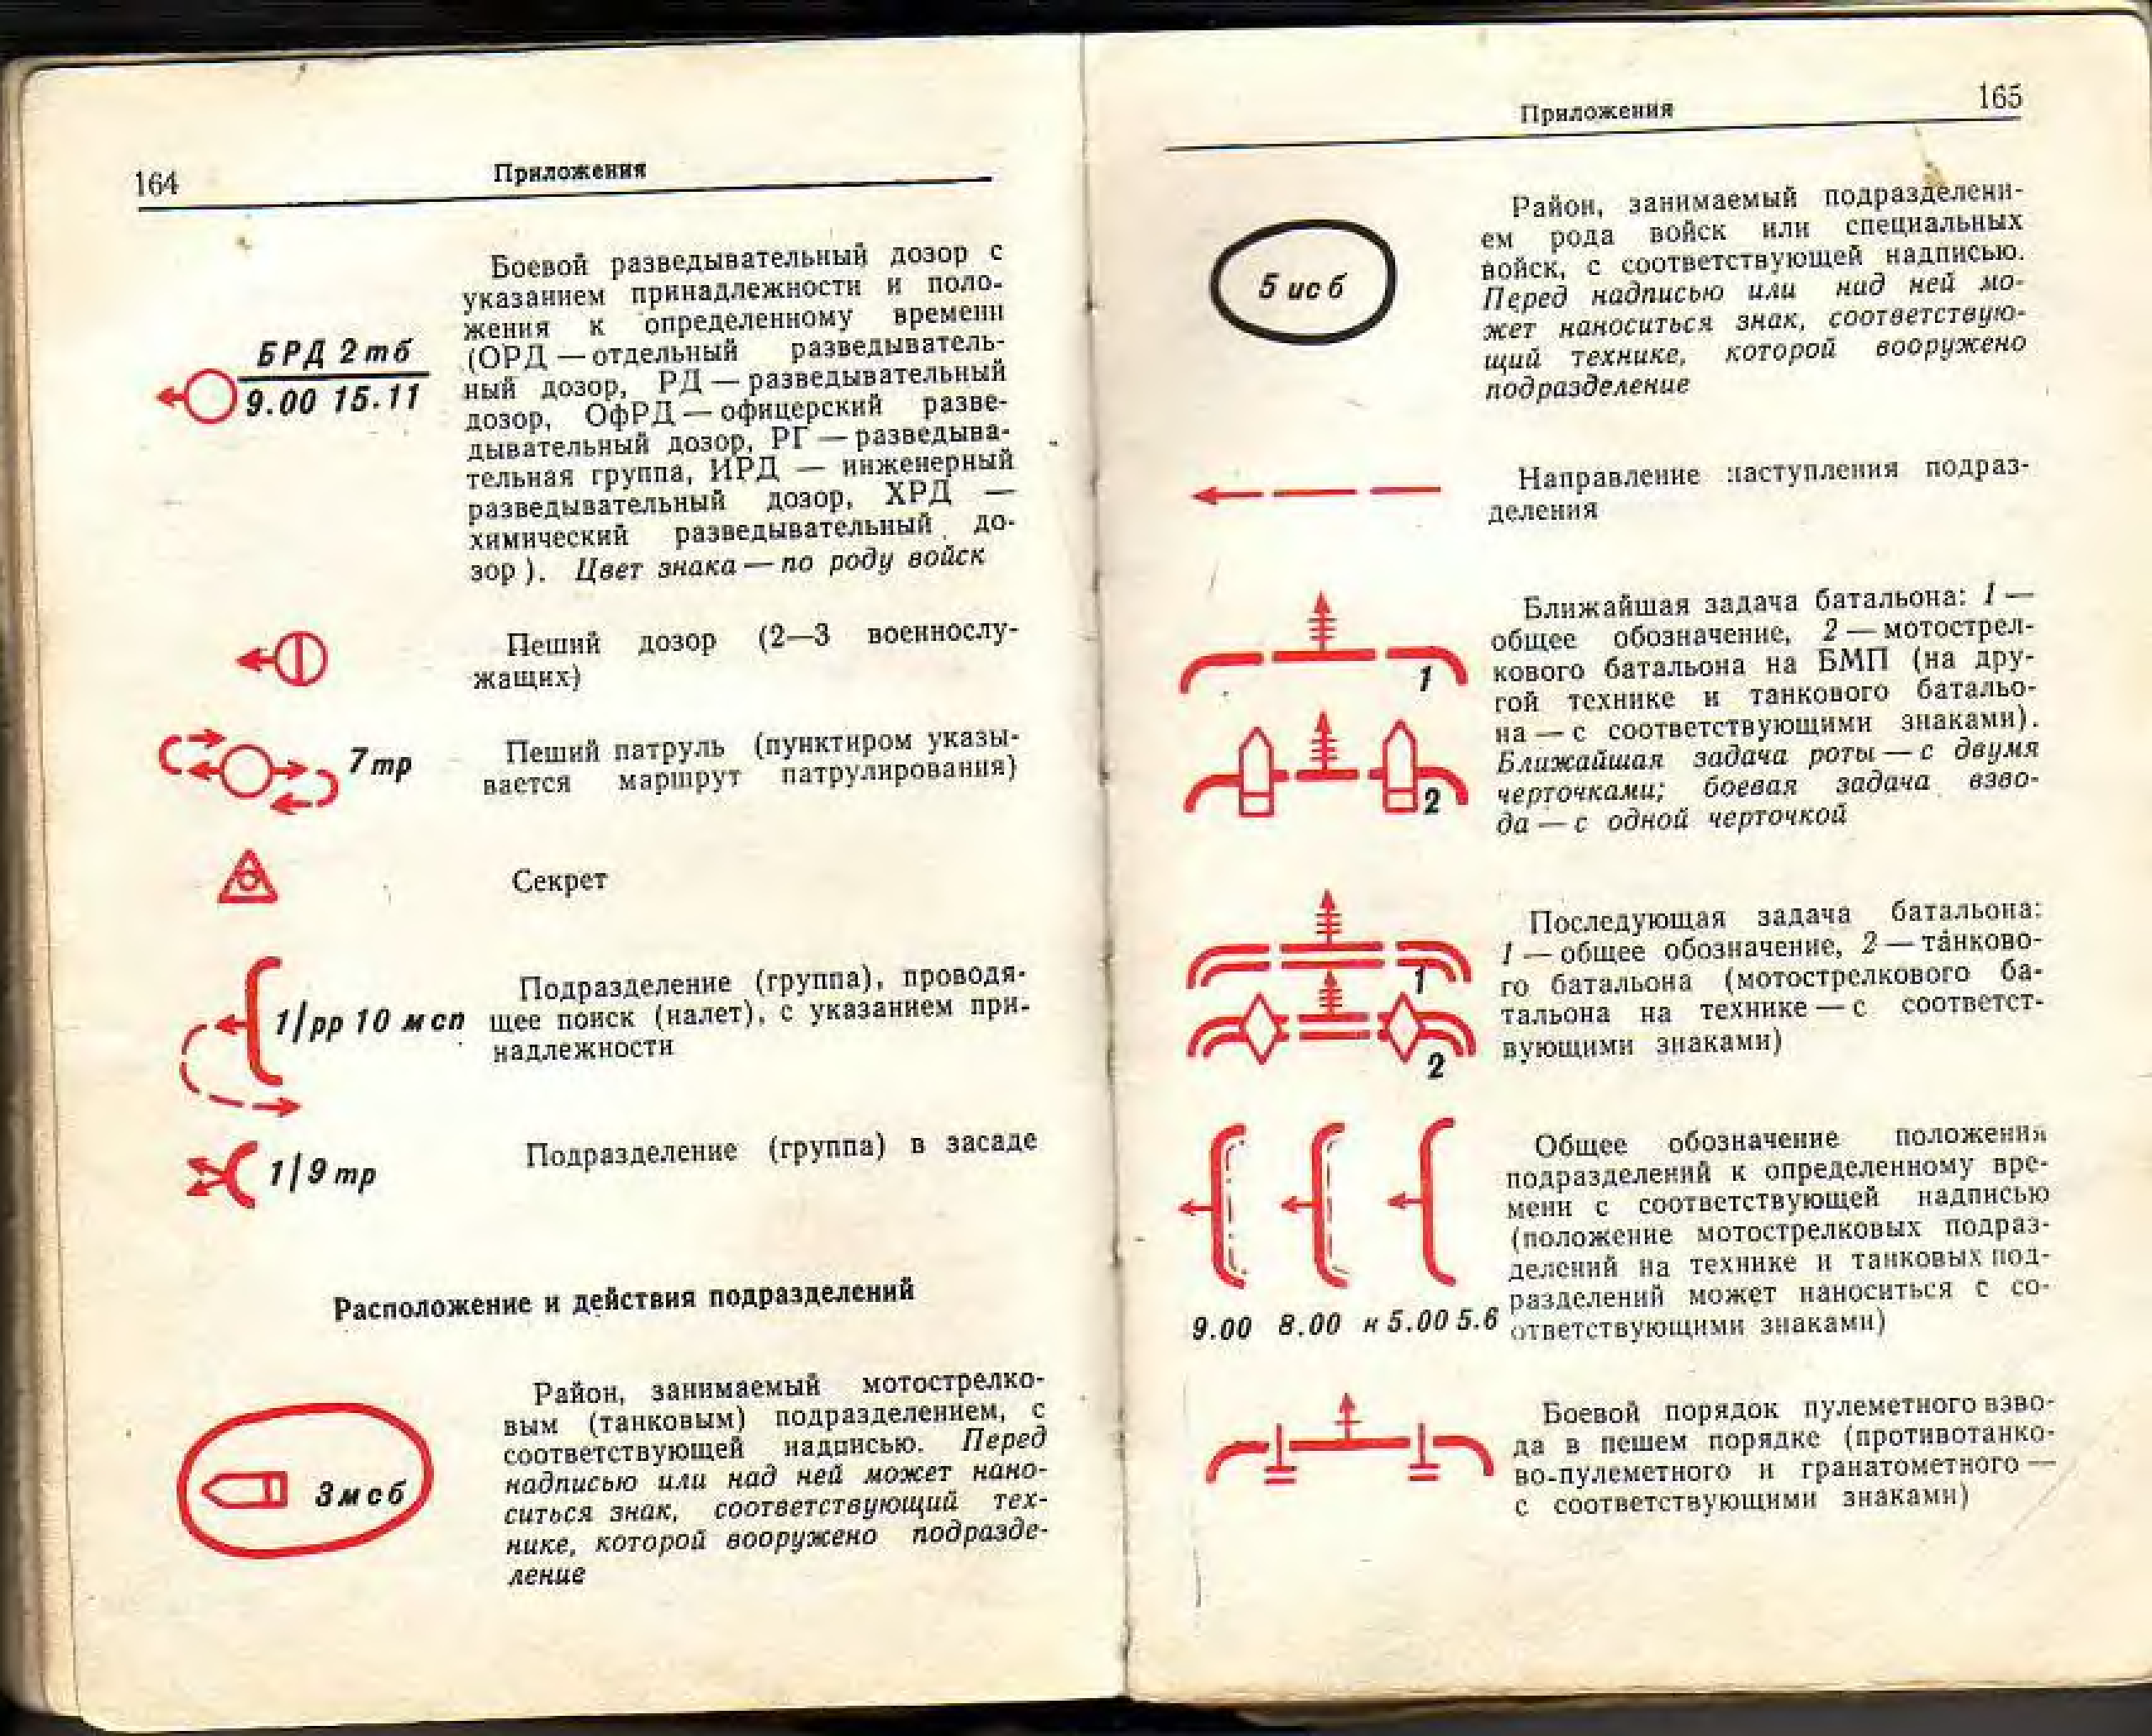 164
Приложения
БРД 2 тб
9.00 15.11
Боевой разведывательный дозор с
указанием принадлежности и поло-
жения к определенному времени
(ОРД — отдельный разведыватель-
ный дозор, РД — разведывательный
дозор, ОфРД — офицерский разве-
дывательный дозор, РГ — разведыва-
тельная группа, ИРД — инженерный
разведывательный дозор, ХРД —
химический разведывательный до-
зор ). Цвет знака — по роду войск
Пеший дозор (2—3 военнослу-
жащих)
7 тр
Пеший патруль (пунктиром указы-
вается маршрут патрулирования)
Секрет
1/рр 10 мсп
Подразделение (группа), проводя-
щее поиск (налет), с указанием при-
надлежности
1/9 тр
Подразделение (группа) в засаде
Расположение и действия подразделений
3 мсб
Район, занимаемый мотострелко-
вым (танковым) подразделением, с
соответствующей надписью. Перед
надписью или над ней может нано-
ситься знак, соответствующий тех-
нике, которой вооружено подразде-
ление
Приложения
165
5 исб
Район, занимаемый подразделени-
ем рода войск или специальных
войск, с соответствующей надписью.
Перед надписью или над ней мо-
жет наноситься знак, соответствую-
щий технике, которой вооружено
подразделение
Направление наступления подраз-
деления
1
2
Ближайшая задача батальона: 1 —
общее обозначение, 2 — мотострел-
кового батальона на БМП (на дру-
гой технике и танкового батальо-
на — с соответствующими знаками).
Ближайшая задача роты — с двумя
черточками; боевая задача взво-
да — с одной черточкой
1
2
Последующая задача батальона:
1 — общее обозначение, 2 — танково-
го батальона (мотострелкового ба-
тальона на технике — с соответст-
вующими знаками)
9.00 8.00 к 5.00 5.6
Общее обозначение положения
подразделений к определенному вре-
мени с соответствующей надписью
(положение мотострелковых подраз-
делений на технике и танковых под-
разделений может наноситься с со-
ответствующими знаками)
Боевой порядок пулеметного взво-
да в пешем порядке (противотанко-
во-пулеметного и гранатометного —
с соответствующими знаками)